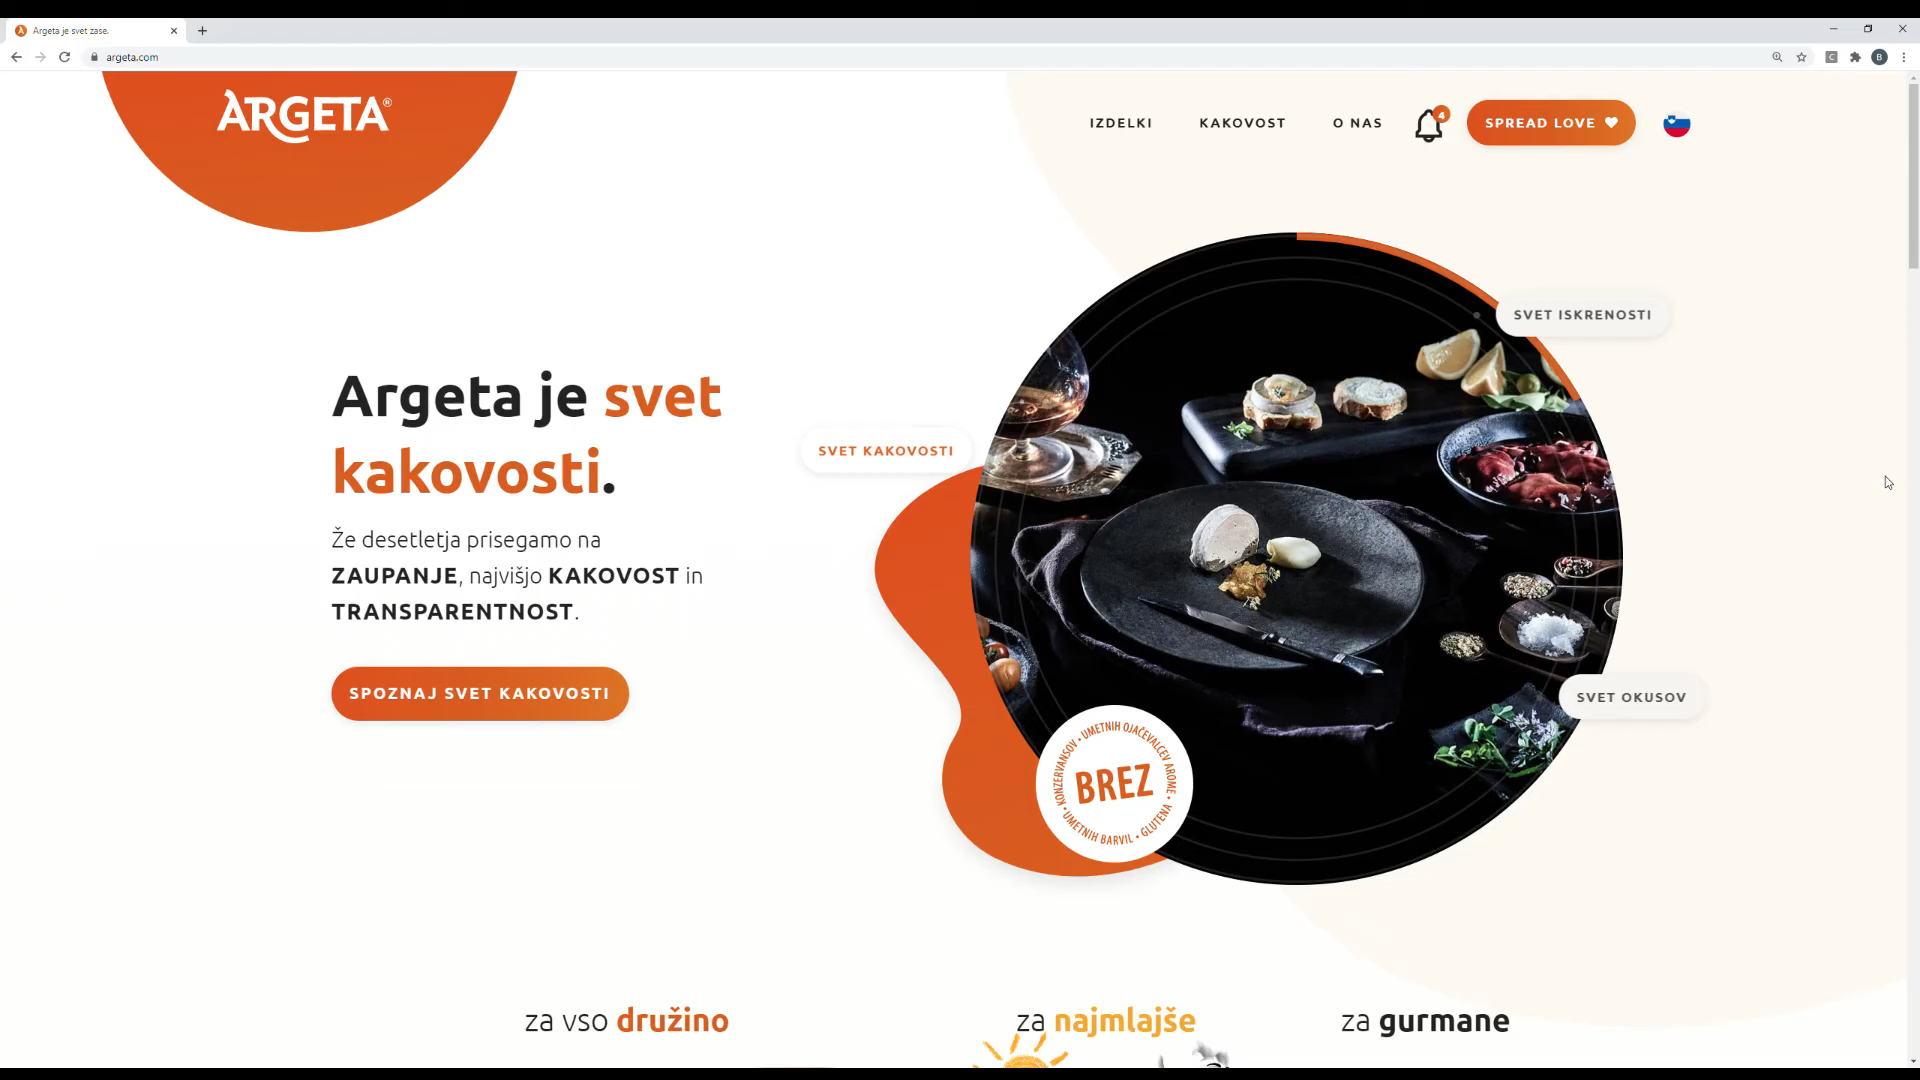 Argeta je svet zase.
argeta.com
B
ARGETA®
IZDELKI
KAKOVOST
O NAS
4
SPREAD LOVE
SVET ISKRENOSTI
Argeta je svet
kakovosti.
SVET KAKOVOSTI
Že desetletja prisegamo na
ZAUPANJE, najvišjo KAKOVOST in
TRANSPARENTNOST.
SPOZNAJ SVET KAKOVOSTI
SVET OKUSOV
BREZ
KONZERVANSOV • UMETNIH OJAČEVALCEV AROME • GLUTENA • UMETNIH BARVIL •
za vso družino
za najmlajše
za gurmane